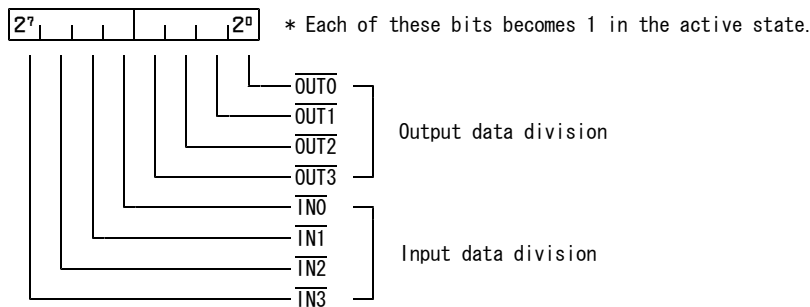 2⁷ 2⁰ * Each of these bits becomes 1 in the active state.
OUT0
OUT1
Output data division
OUT2
OUT3
IN0
IN1
Input data division
IN2
IN3